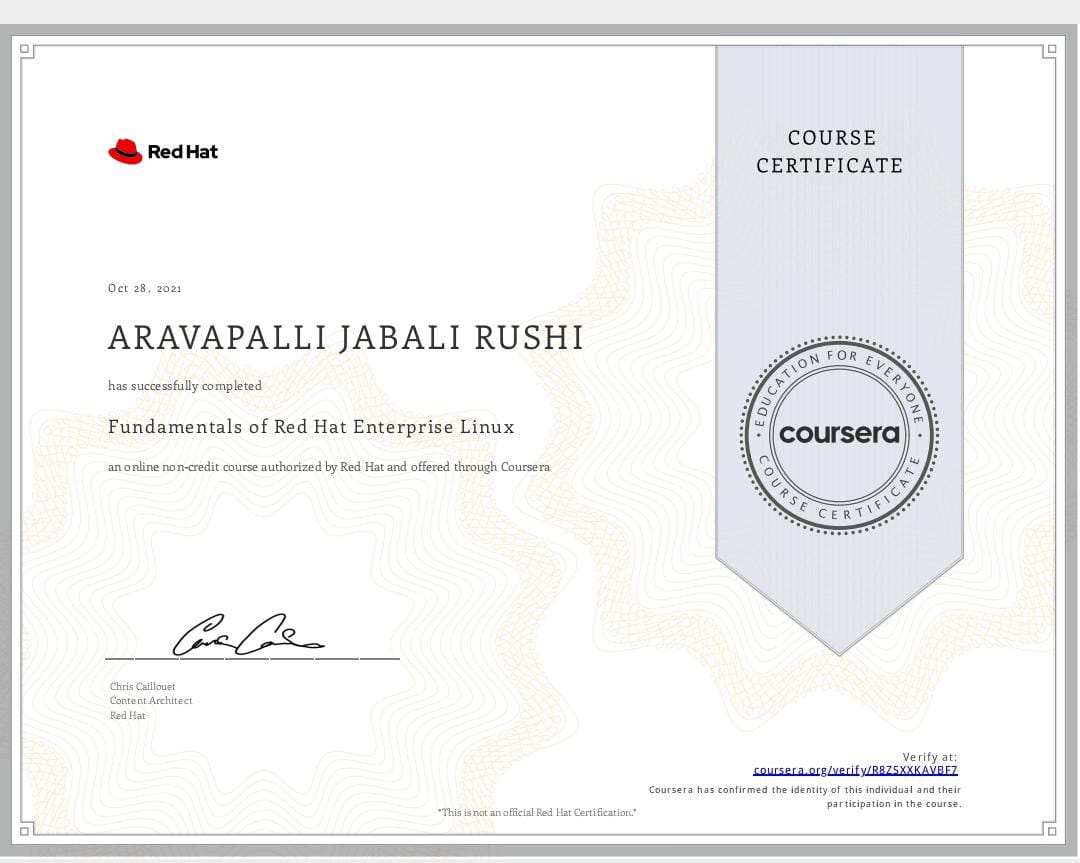 Red Hat
COURSE
CERTIFICATE
Oct 28, 2021
ARAVAPALLI JABALI RUSHI
has successfully completed
Fundamentals of Red Hat Enterprise Linux
an online non-credit course authorized by Red Hat and offered through Coursera
EDUCATION FOR EVERYONE
coursera
COURSE CERTIFICATE
Chris Caillouet
Content Architect
Red Hat
Verify at:
coursera.org/verify/R8ZSXXKAVBF7
Coursera has confirmed the identity of this individual and their
participation in the course.
*This is not an official Red Hat Certification.*